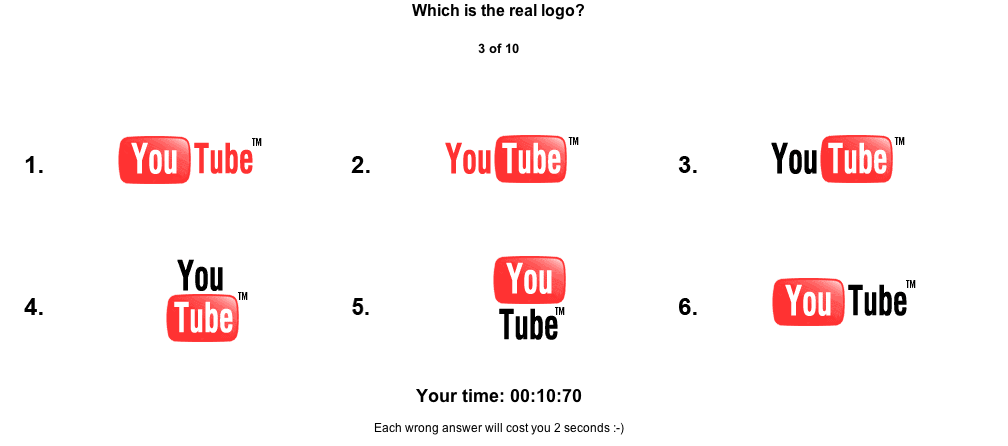 Which is the real logo?
3 of 10
1. You Tube™ 2. You Tube™ 3. You Tube™
4. You Tube™ 5. You Tube™ 6. You Tube™
Your time: 00:10:70
Each wrong answer will cost you 2 seconds :-)